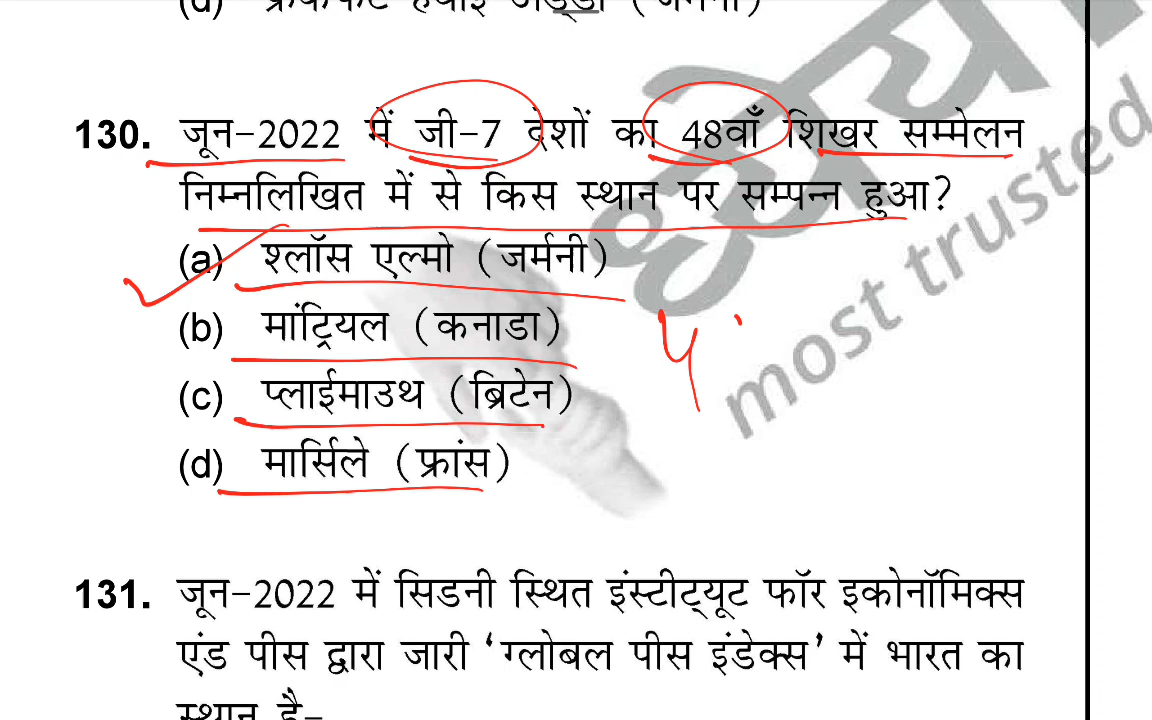 130. जून-2022 में जी-7 देशों का 48वाँ शिखर सम्मेलन
निम्नलिखित में से किस स्थान पर सम्पन्न हुआ?
(a) श्लॉस एल्मो (जर्मनी)
(b) मांट्रियल (कनाडा)
(c) प्लाईमाउथ (ब्रिटेन)
(d) मार्सिले (फ्रांस)
131. जून-2022 में सिडनी स्थित इंस्टीट्यूट फॉर इकोनॉमिक्स
एंड पीस द्वारा जारी ‘ग्लोबल पीस इंडेक्स’ में भारत का
स्थान है-
most trusted